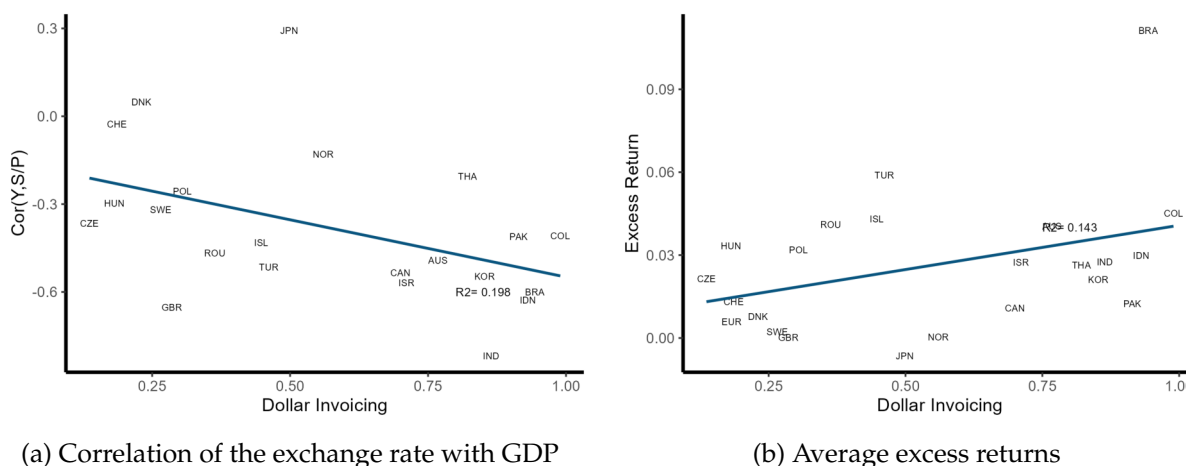 0.3
0.0
-0.3
-0.6
Cor(Y,S/P)
JPN
DNK
CHE
NOR
THA
POL
HUN
SWE
CZE
PAK
COL
ISL
ROU
AUS
TUR
CAN
KOR
ISR
R2= 0.198
BRA
IDN
GBR
IND
0.25
0.50
0.75
1.00
Dollar Invoicing
(a) Correlation of the exchange rate with GDP
0.09
0.06
0.03
0.00
Excess Return
BRA
TUR
COL
ISL
ROU
R2= 0.143
HUN
POL
IDN
ISR
IND
THA
CZE
KOR
CHE
PAK
CAN
DNK
EUR
SWE
GBR
NOR
JPN
0.25
0.50
0.75
1.00
Dollar Invoicing
(b) Average excess returns